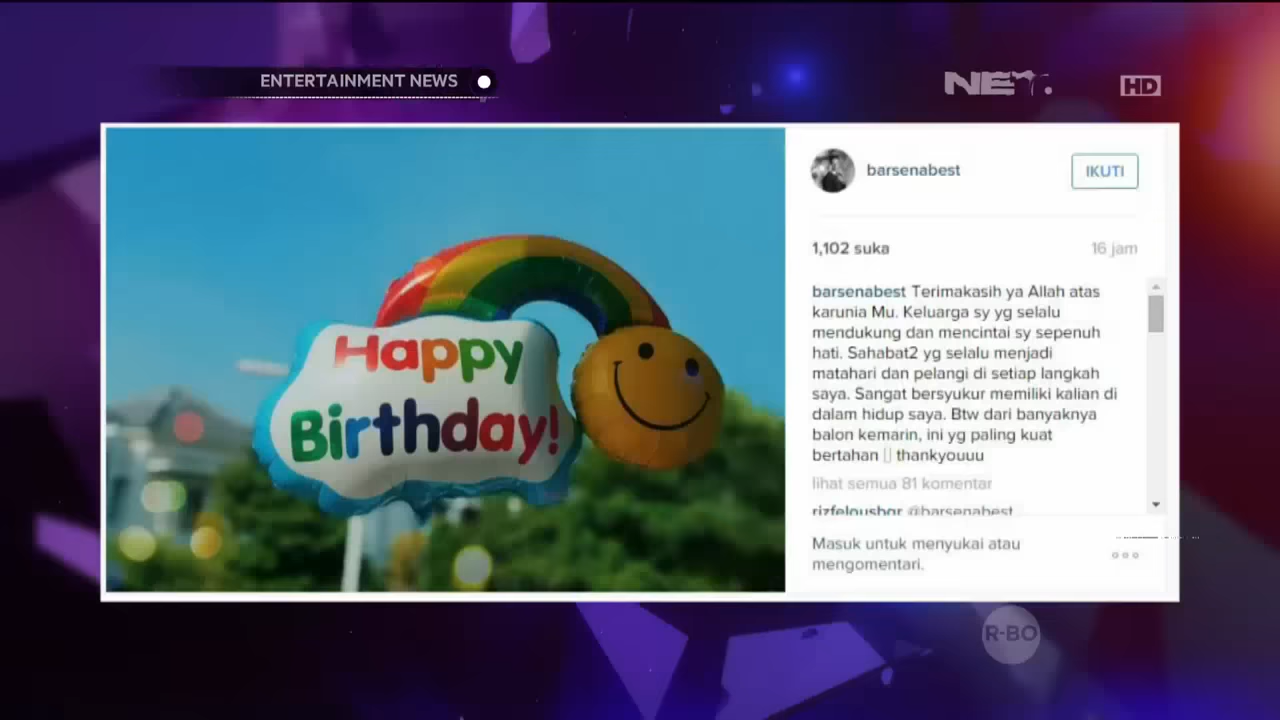 ENTERTAINMENT NEWS
NET.
HD
Happy
Birthday!
barsenabest
IKUTI
1,102 suka
16 jam
barsenabest Terimakasih ya Allah atas
karunia Mu. Keluarga sy yg selalu
mendukung dan mencintai sy sepenuh
hati. Sahabat2 yg selalu menjadi
matahari dan pelangi di setiap langkah
saya. Sangat bersyukur memiliki kalian di
dalam hidup saya. Btw dari banyaknya
balon kemarin, ini yg paling kuat
bertahan thankyouuu
lihat semua 81 komentar
rizfelousbor @barsenabest
Masuk untuk menyukai atau
mengomentari.
R-BO